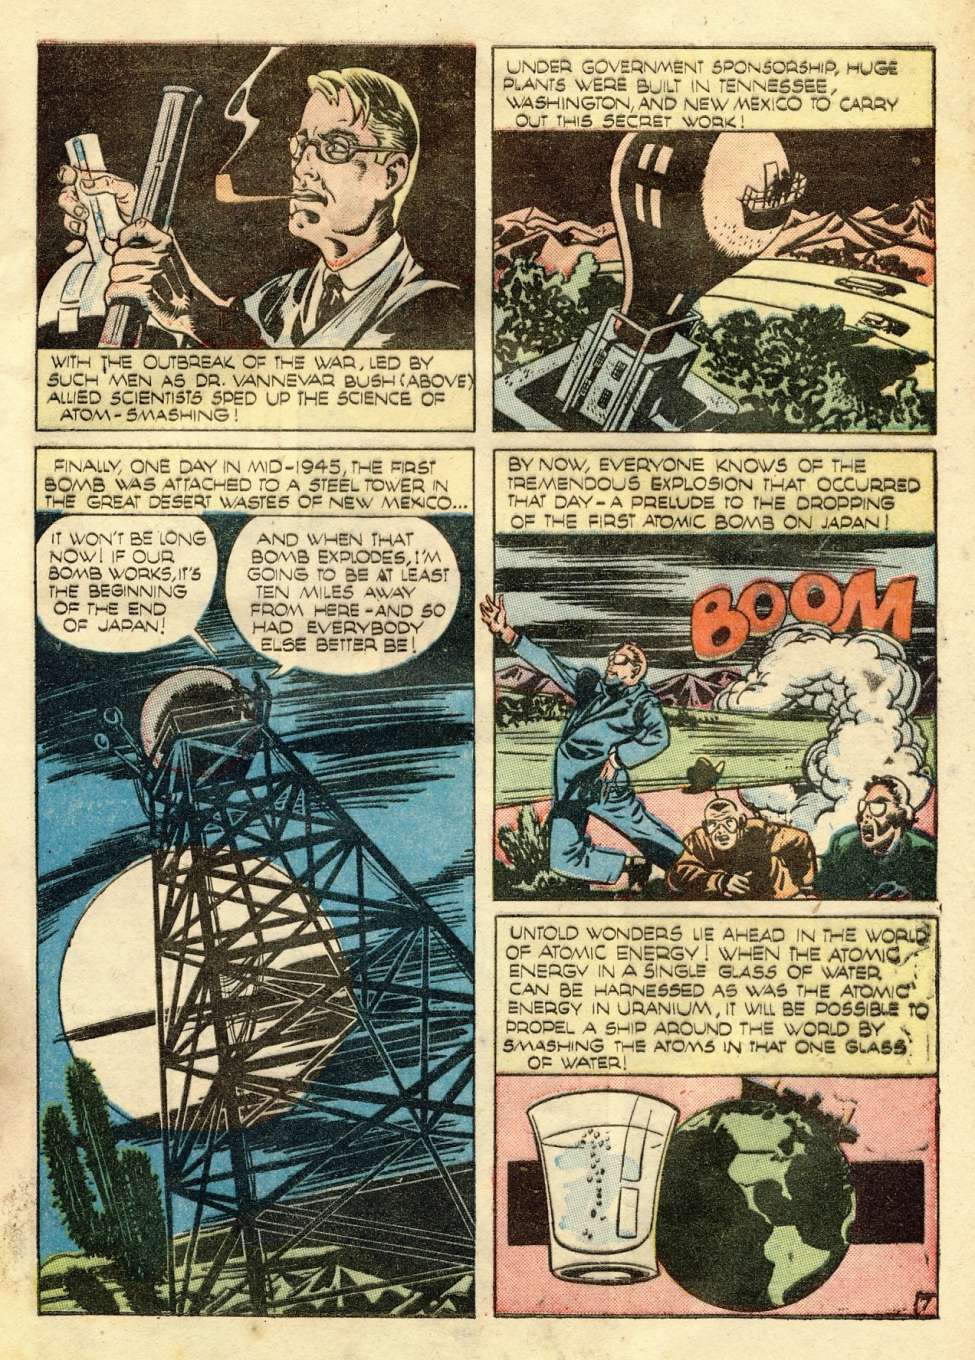 WITH THE OUTBREAK OF THE WAR, LED BY
SUCH MEN AS DR. VANNEVAR BUSH (ABOVE)
ALLIED SCIENTISTS SPED UP THE SCIENCE OF
ATOM-SMASHING!
UNDER GOVERNMENT SPONSORSHIP, HUGE
PLANTS WERE BUILT IN TENNESSEE,
WASHINGTON, AND NEW MEXICO TO CARRY
OUT THIS SECRET WORK!
FINALLY, ONE DAY IN MID-1945, THE FIRST
BOMB WAS ATTACHED TO A STEEL TOWER IN
THE GREAT DESERT WASTES OF NEW MEXICO...
IT WON'T BE LONG
NOW! IF OUR
BOMB WORKS, IT'S
THE BEGINNING
OF THE END
OF JAPAN!
AND WHEN THAT
BOMB EXPLODES, I'M
GOING TO BE AT LEAST
TEN MILES AWAY
FROM HERE-AND SO
HAD EVERYBODY
ELSE BETTER BE!
BY NOW, EVERYONE KNOWS OF THE
TREMENDOUS EXPLOSION THAT OCCURRED
THAT DAY-A PRELUDE TO THE DROPPING
OF THE FIRST ATOMIC BOMB ON JAPAN!
BOOM
UNTOLD WONDERS LIE AHEAD IN THE WORLD
OF ATOMIC ENERGY! WHEN THE ATOMIC
ENERGY IN A SINGLE GLASS OF WATER
CAN BE HARNESSED AS WAS THE ATOMIC
ENERGY IN URANIUM, IT WILL BE POSSIBLE TO
PROPEL A SHIP AROUND THE WORLD BY
SMASHING THE ATOMS IN THAT ONE GLASS
OF WATER!
7